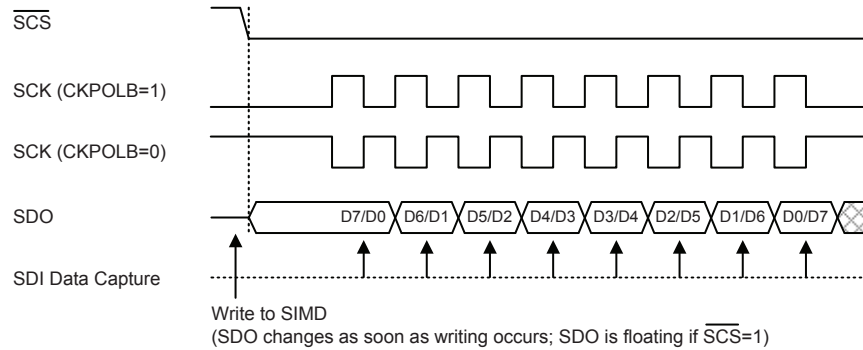 S̅C̅S̅
SCK (CKPOLB=1)
SCK (CKPOLB=0)
SDO
D7/D0 D6/D1 D5/D2 D4/D3 D3/D4 D2/D5 D1/D6 D0/D7
SDI Data Capture
Write to SIMD
(SDO changes as soon as writing occurs; SDO is floating if S̅C̅S̅=1)